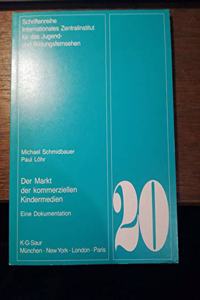 Schriftenreihe
Internationales Zentralinstitut
für das Jugend-
und Bildungsfernsehen
Michael Schmidbauer
Paul Löhr
Der Markt
der kommerziellen
Kindermedien
Eine Dokumentation
20
K·G·Saur
München · New York · London · Paris